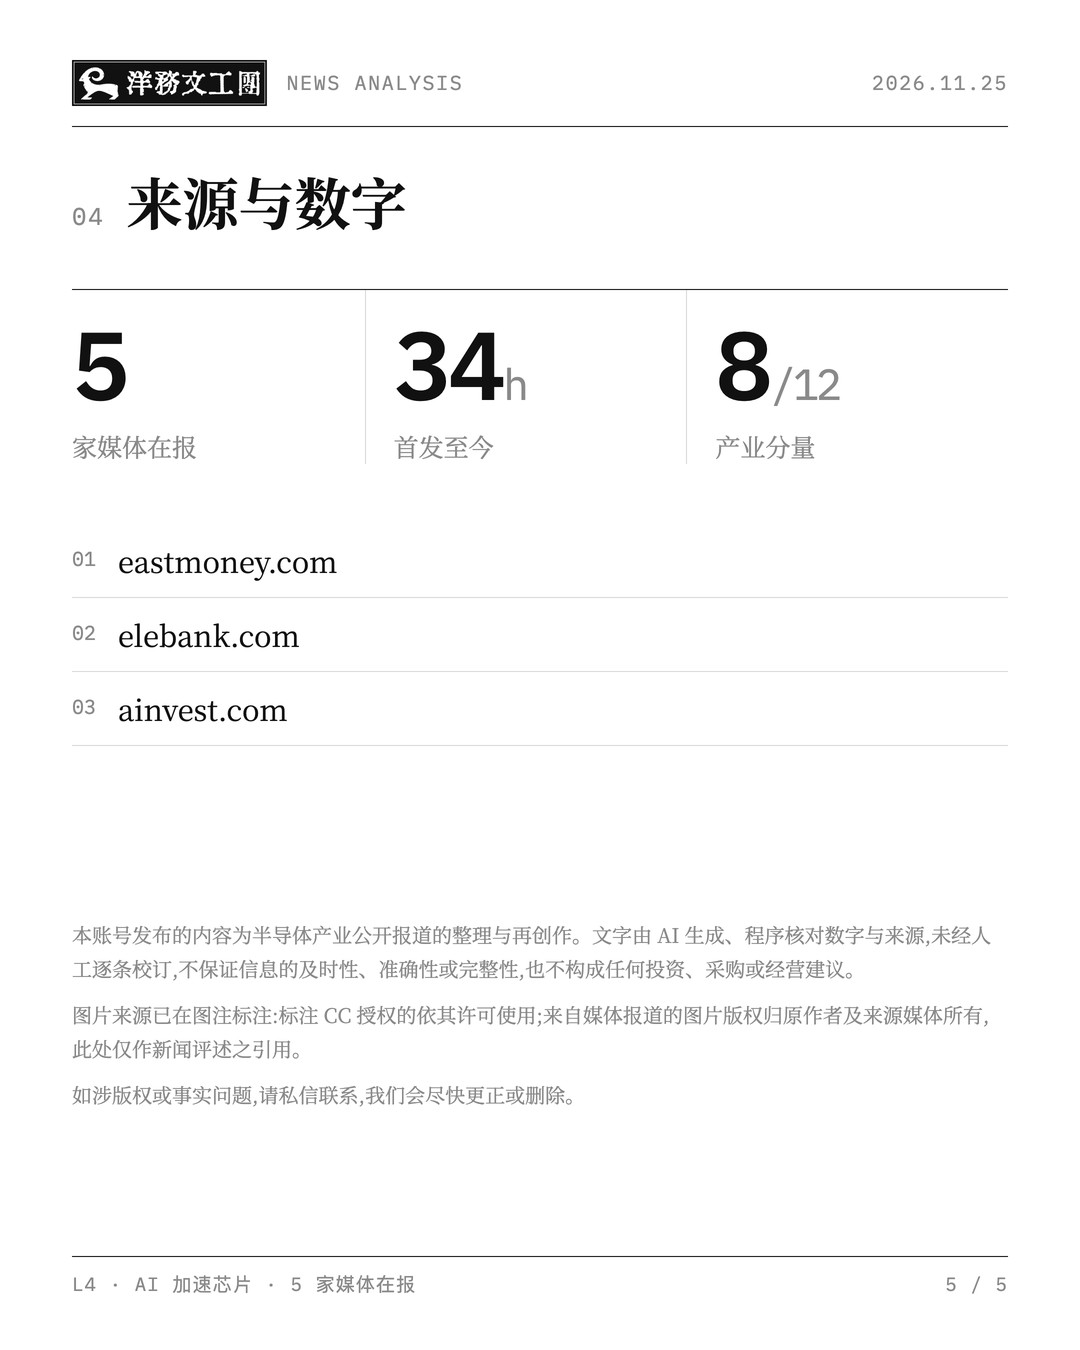 洋務文工團 NEWS ANALYSIS 2026.11.25
04 来源与数字
5 34h 8/12
家媒体在报 首发至今 产业分量
01 eastmoney.com
02 elebank.com
03 ainvest.com
本账号发布的内容为半导体产业公开报道的整理与再创作。文字由 AI 生成、程序核对数字与来源,未经人
工逐条校订,不保证信息的及时性、准确性或完整性,也不构成任何投资、采购或经营建议。
图片来源已在图注标注:标注 CC 授权的依其许可使用;来自媒体报道的图片版权归原作者及来源媒体所有,
此处仅作新闻评述之引用。
如涉版权或事实问题,请私信联系,我们会尽快更正或删除。
L4 · AI 加速芯片 · 5 家媒体在报 5 / 5